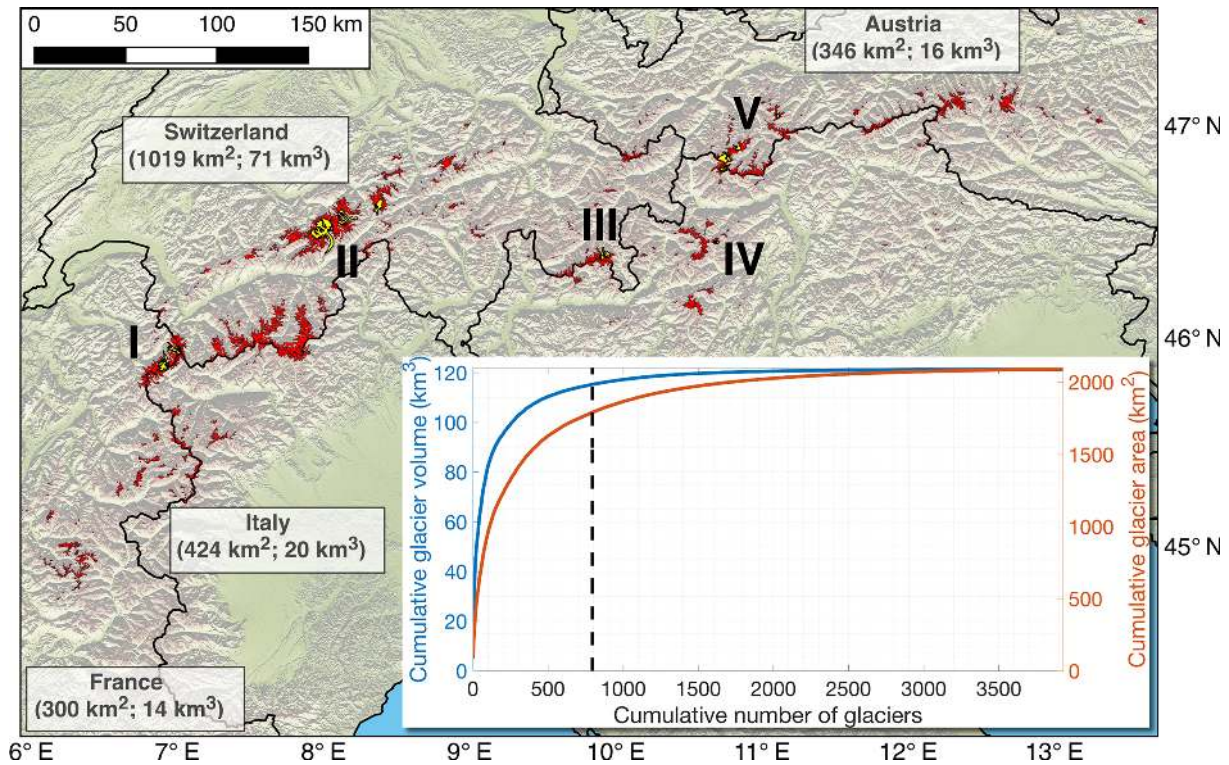 0 50 100 150 km
Austria
(346 km²; 16 km³)
Switzerland
(1019 km²; 71 km³)
V
47° N
III
II
IV
I
46° N
Italy
(424 km²; 20 km³)
45° N
France
(300 km²; 14 km³)
Cumulative glacier volume (km³)
120
100
80
60
40
20
0
Cumulative glacier area (km²)
2000
1500
1000
500
0
0 500 1000 1500 2000 2500 3000 3500
Cumulative number of glaciers
6° E 7° E 8° E 9° E 10° E 11° E 12° E 13° E